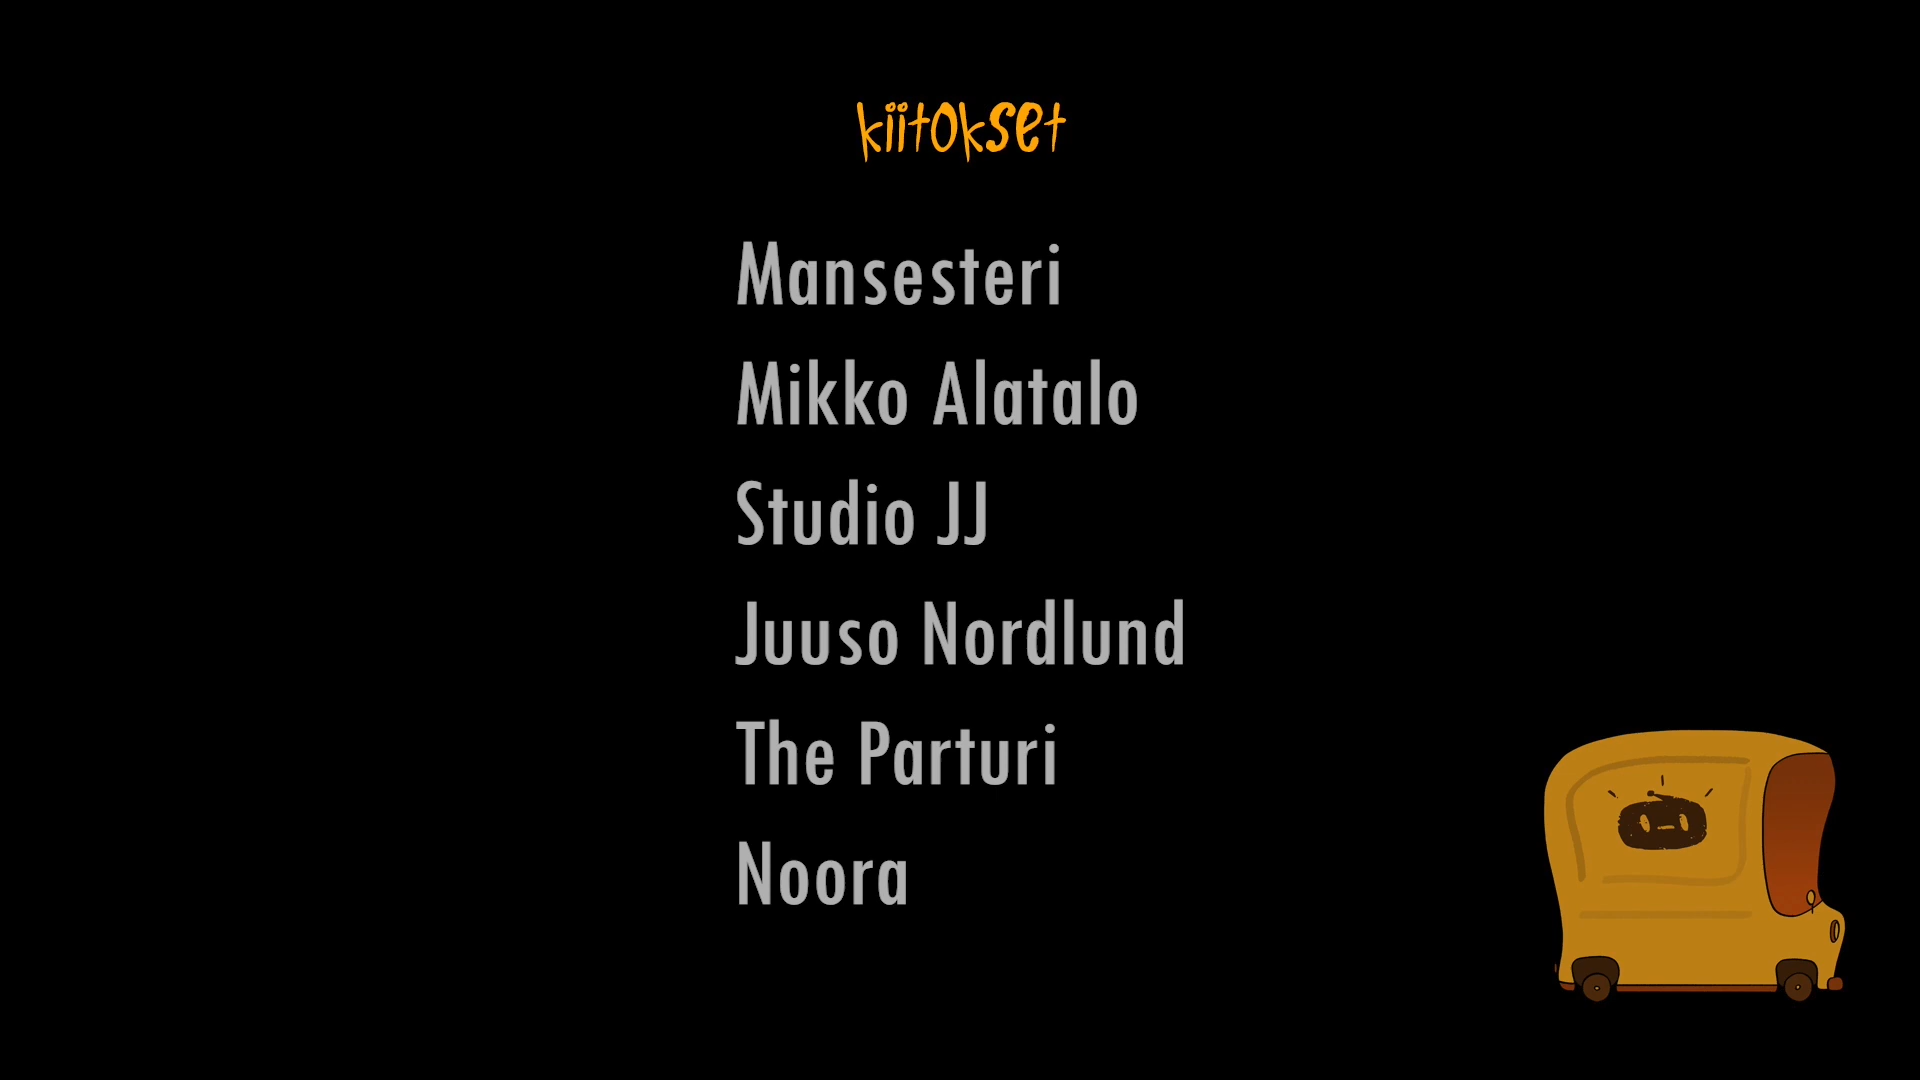 kiitokset
Mansesteri
Mikko Alatalo
Studio JJ
Juuso Nordlund
The Parturi
Noora